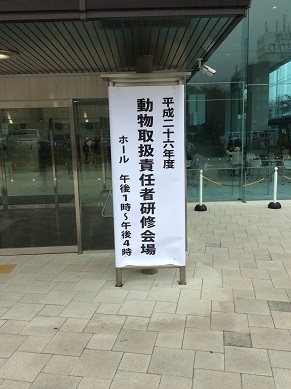 平成二十六年度
動物取扱責任者研修会場
ホール 午後1時〜午後4時